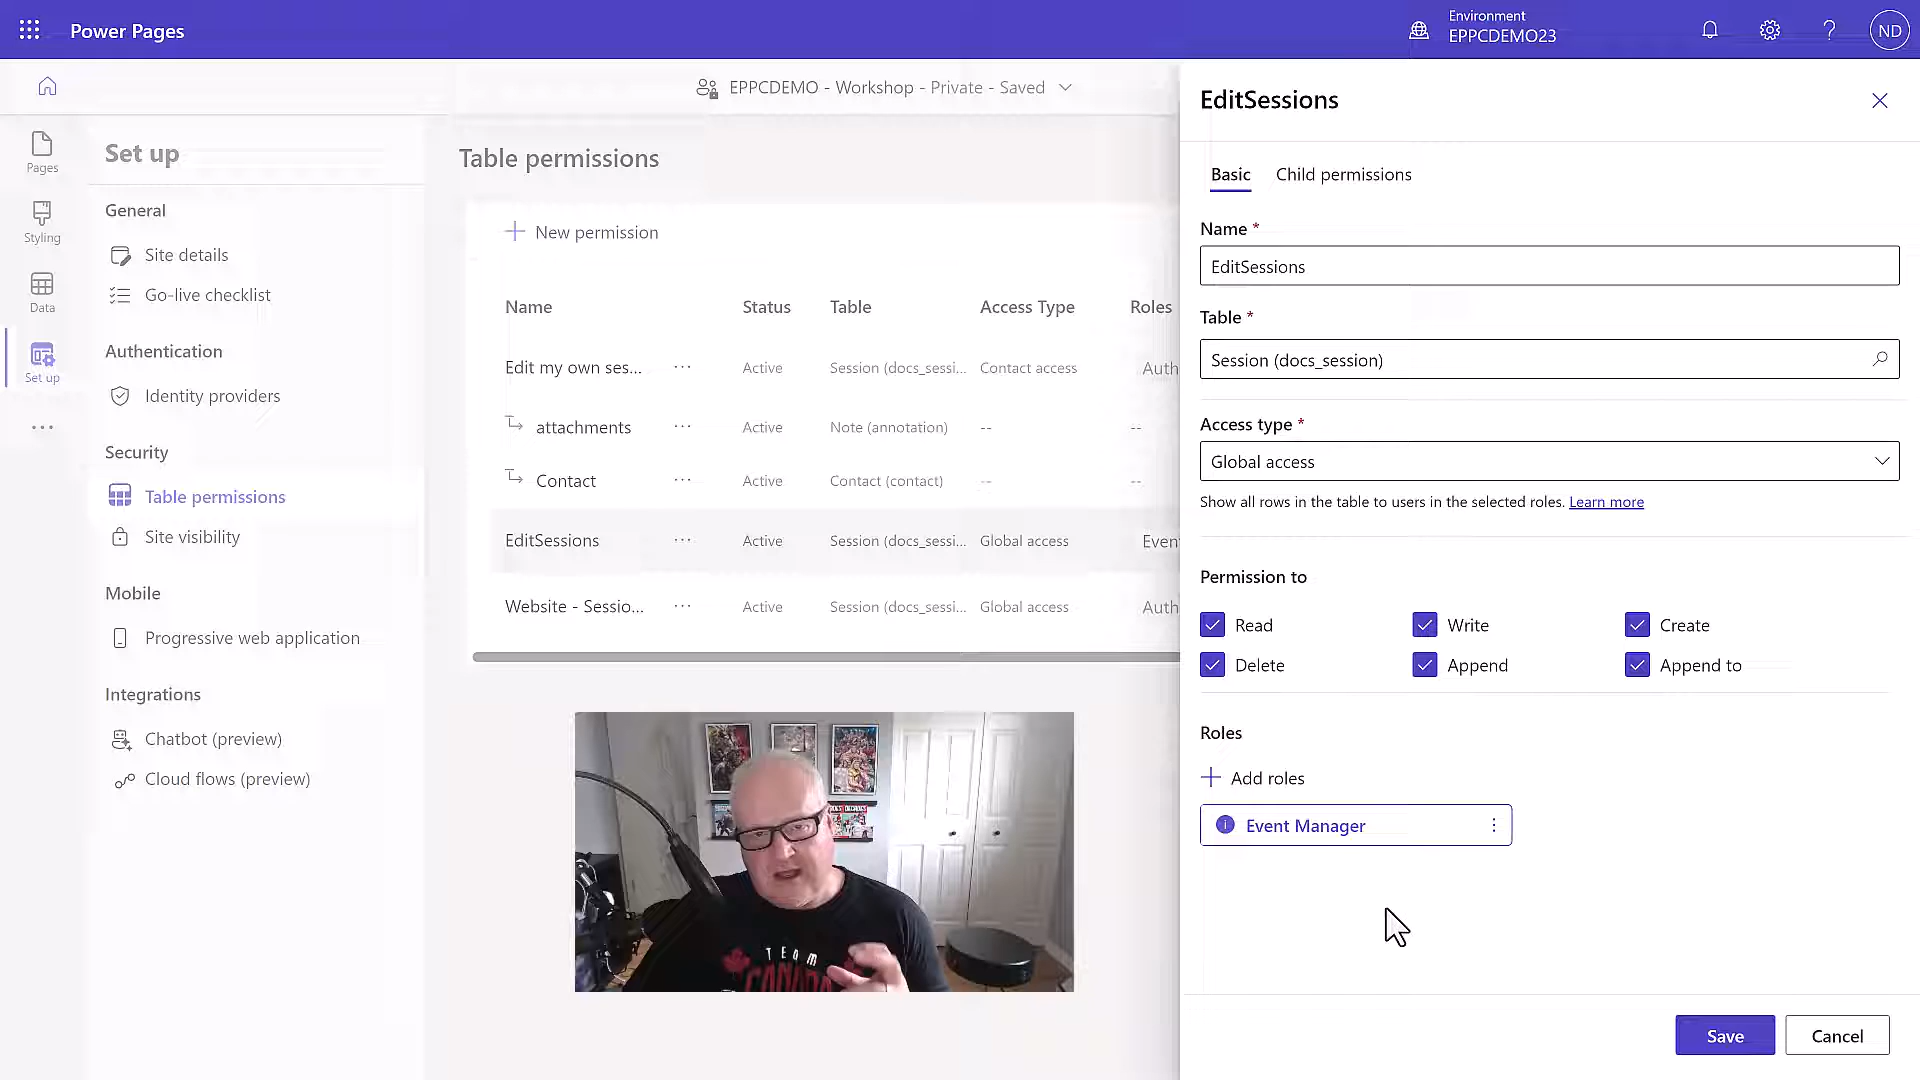 Power Pages
Environment
EPPCDEMO23
ND
EPPCDEMO - Workshop - Private - Saved
Pages
Styling
Data
Set up
Set up
General
Site details
Go-live checklist
Authentication
Identity providers
Security
Table permissions
Site visibility
Mobile
Progressive web application
Integrations
Chatbot (preview)
Cloud flows (preview)
Table permissions
New permission
Name Status Table Access Type Roles
Edit my own ses... ... Active Session (docs_sessi... Contact access Auth
attachments ... Active Note (annotation) -- --
Contact ... Active Contact (contact) -- --
EditSessions ... Active Session (docs_sessi... Global access Even
Website - Sessio... ... Active Session (docs_sessi... Global access Auth
TEAM
CANADA
EditSessions
Basic Child permissions
Name *
EditSessions
Table *
Session (docs_session)
Access type *
Global access
Show all rows in the table to users in the selected roles. Learn more
Permission to
Read Write Create
Delete Append Append to
Roles
Add roles
Event Manager
Save Cancel